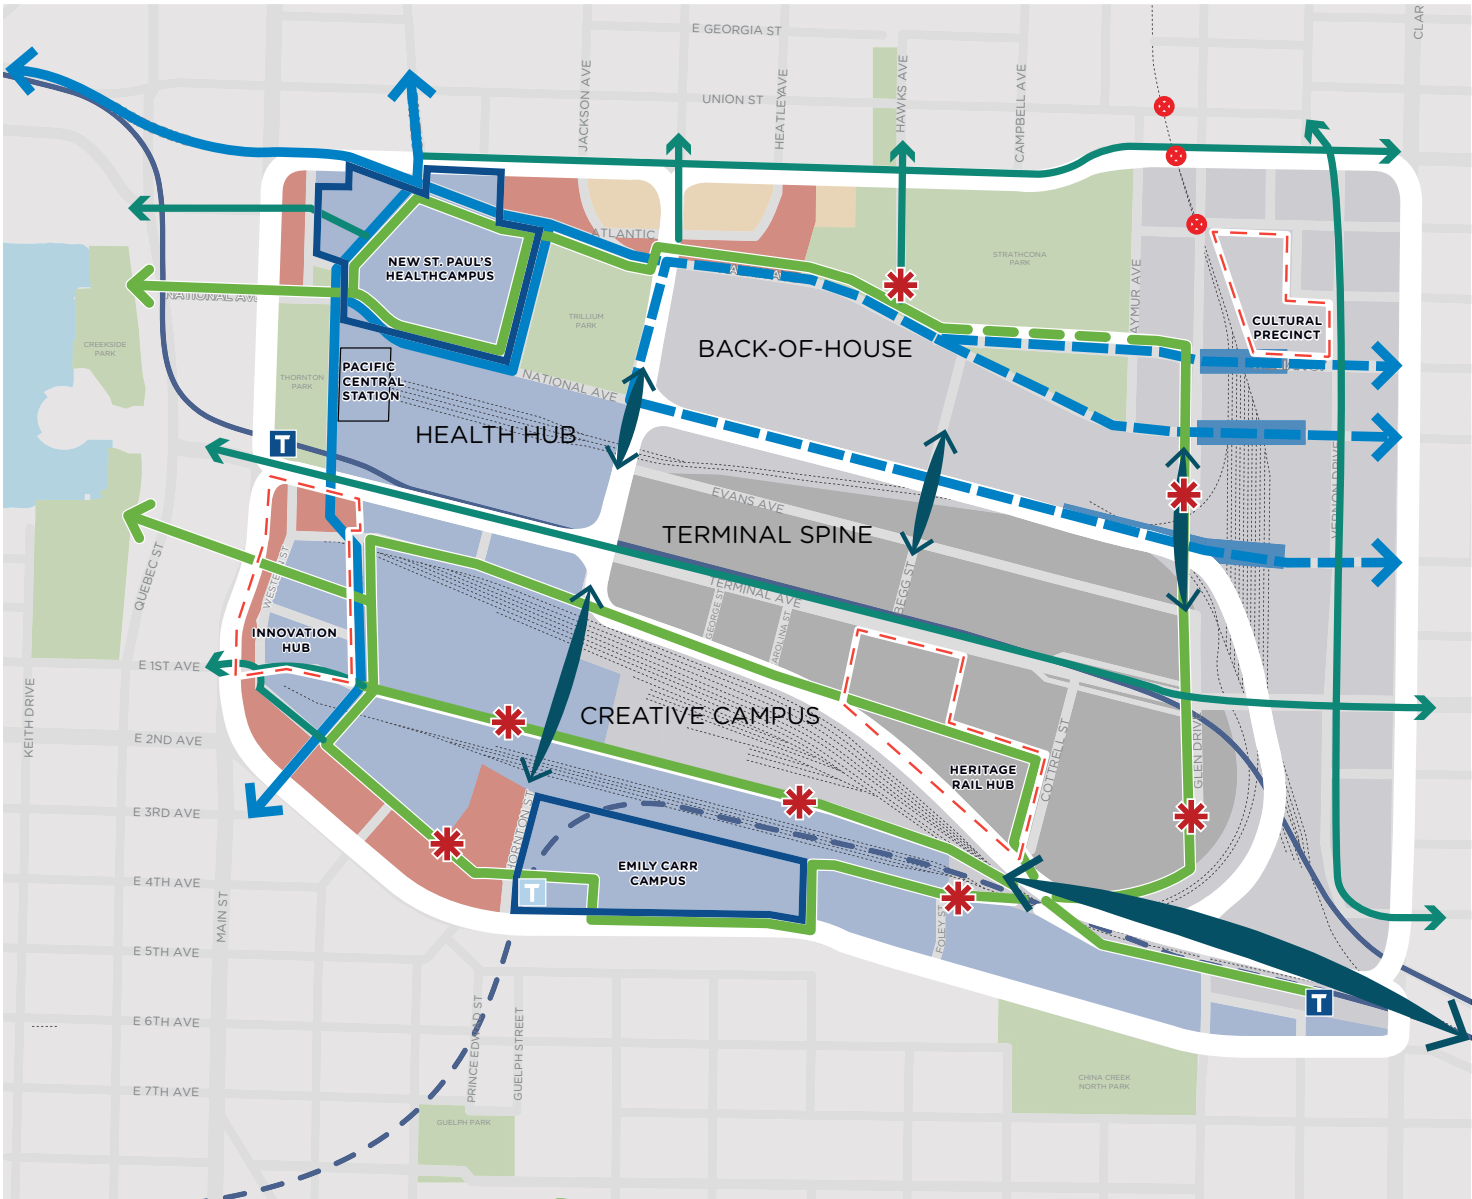 E GEORGIA ST
CLAR
JACKSON AVE
UNION ST
HEATLEY AVE
HAWKS AVE
CAMPBELL AVE
ATLANTIC
STRATHCONA
PARK
NEW ST. PAUL'S
HEALTHCAMPUS
NATIONAL AVE
AYMUR AVE
TRILLIUM
PARK
CULTURAL
PRECINCT
CREEKSIDE
PARK
BACK-OF-HOUSE
THORNTON
PARK
PACIFIC
CENTRAL
STATION
NATIONAL AVE
HEALTH HUB
T
VERNON DRIVE
EVANS AVE
TERMINAL SPINE
QUEBEC ST
WESTERN ST
TERMINAL AVE
BEGG ST
GEORGE ST
AROLINA ST
INNOVATION
HUB
E 1ST AVE
KEITH DRIVE
CREATIVE CAMPUS
E 2ND AVE
COTTRELL ST
GLEN DRIVE
HERITAGE
RAIL HUB
E 3RD AVE
HORNTON ST
EMILY CARR
CAMPUS
E 4TH AVE
T
MAIN ST
FOLEY ST
E 5TH AVE
T
E 6TH AVE
PRINCE EDWAD ST
GUELPH STREET
CHINA CREEK
NORTH PARK
E 7TH AVE
GUELPH PARK